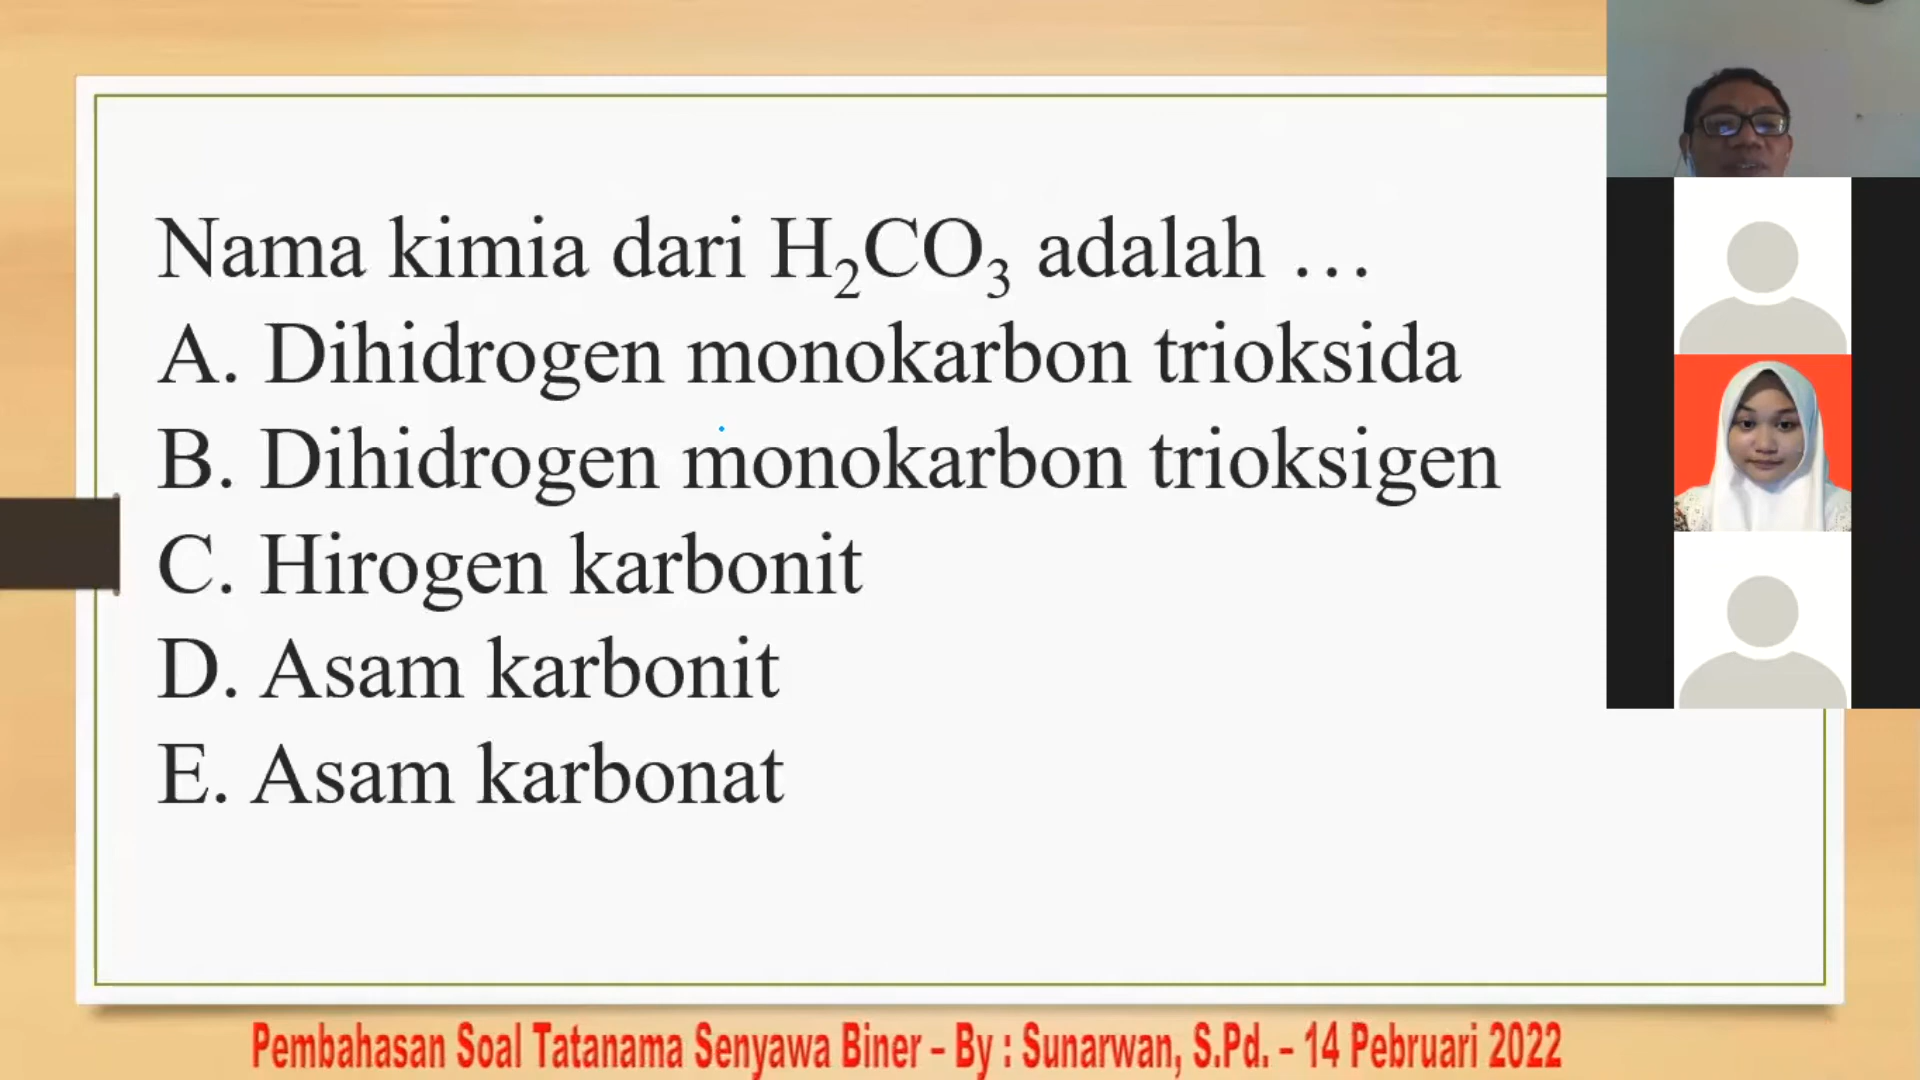 Nama kimia dari H₂CO₃ adalah …
A. Dihidrogen monokarbon trioksida
B. Dihidrogen monokarbon trioksigen
C. Hirogen karbonit
D. Asam karbonit
E. Asam karbonat
Pembahasan Soal Tatanama Senyawa Biner – By : Sunarwan, S.Pd. – 14 Pebruari 2022